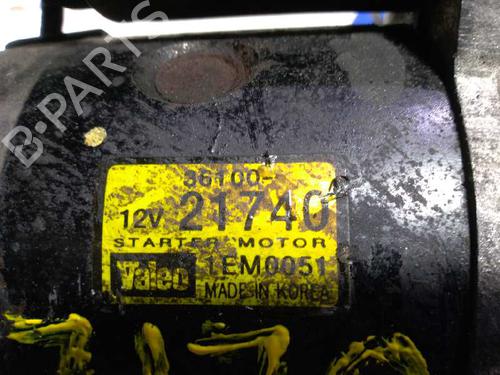 B-PARTS
36100-
12V 21740
STARTER MOTOR
Valeo 1EM0051
MADE IN KOREA